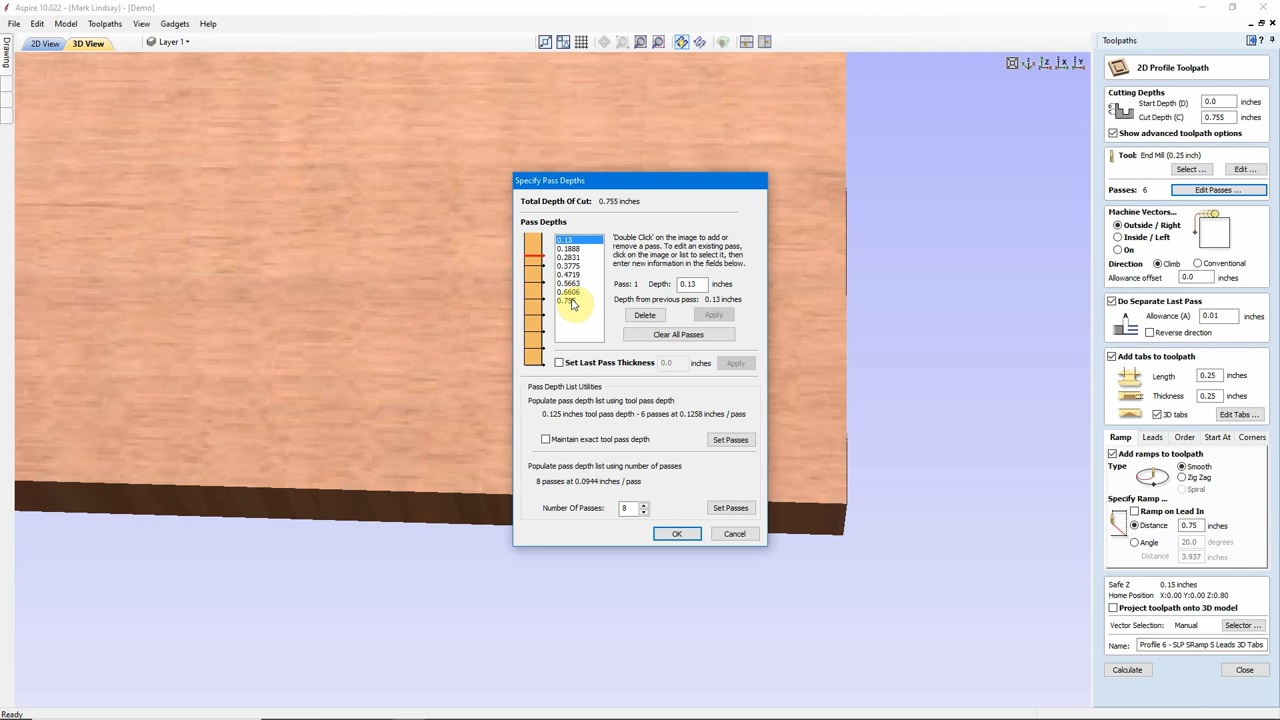 Aspire 10.022 - (Mark Lindsay) - [Demo]
File Edit Model Toolpaths View Gadgets Help
2D View 3D View Layer 1
Drawing
Z X Y
Specify Pass Depths
Total Depth Of Cut: 0.755 inches
Pass Depths
0.13
0.1888
0.2831
0.3775
0.4719
0.5663
0.6606
'Double Click' on the image to add or
remove a pass. To edit an existing pass,
click on the image or list to select it, then
enter new information in the fields below.
Pass: 1 Depth: 0.13 inches
Depth from previous pass: 0.13 inches
Delete Apply
Clear All Passes
Set Last Pass Thickness 0.0 inches Apply
Pass Depth List Utilities
Populate pass depth list using tool pass depth
0.125 inches tool pass depth - 6 passes at 0.1258 inches / pass
Maintain exact tool pass depth Set Passes
Populate pass depth list using number of passes
8 passes at 0.0944 inches / pass
Number Of Passes: 8 Set Passes
OK Cancel
Toolpaths
2D Profile Toolpath
Cutting Depths
Start Depth (D) 0.0 inches
Cut Depth (C) 0.755 inches
Show advanced toolpath options
Tool: End Mill (0.25 inch)
Select ... Edit ...
Passes: 6 Edit Passes ...
Machine Vectors...
Outside / Right
Inside / Left
On
Direction Climb Conventional
Allowance offset 0.0 inches
Do Separate Last Pass
Allowance (A) 0.01 inches
Reverse direction
Add tabs to toolpath
Length 0.25 inches
Thickness 0.25 inches
3D tabs Edit Tabs ...
Ramp Leads Order Start At Corners
Add ramps to toolpath
Type Smooth
Zig Zag
Spiral
Specify Ramp ...
Ramp on Lead In
Distance 0.75 inches
Angle 20.0 degrees
Distance 3.937 inches
Safe Z 0.15 inches
Home Position X:0.00 Y:0.00 Z:0.80
Project toolpath onto 3D model
Vector Selection: Manual Selector ...
Name: Profile 6 - SLP SRamp S Leads 3D Tabs
Calculate Close
Ready